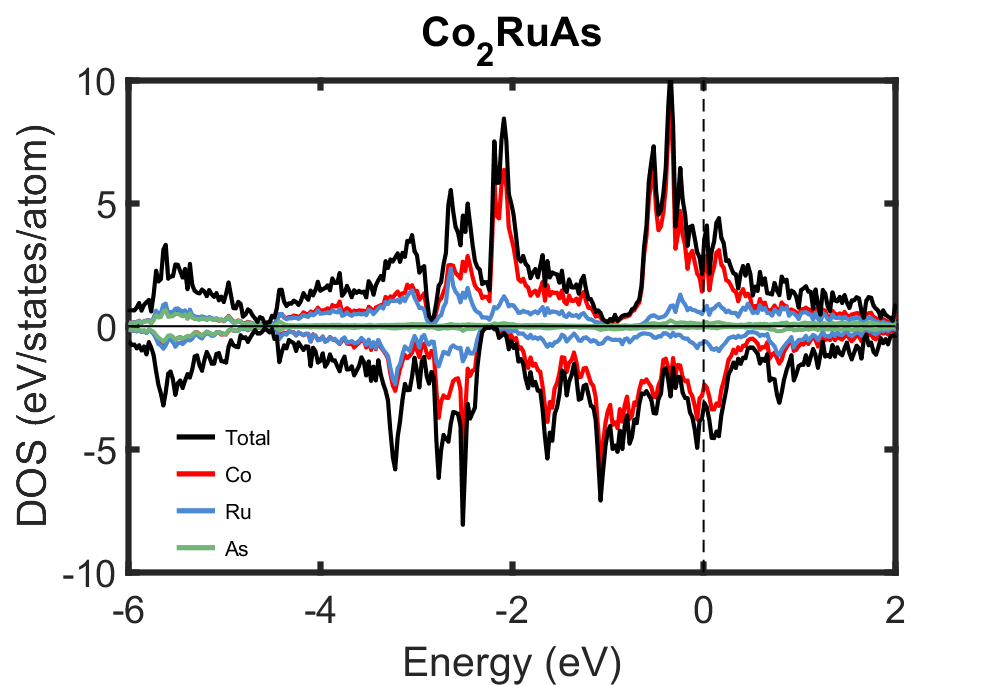 Co₂RuAs
DOS (eV/states/atom)
10
5
0
-5
-10
Total
Co
Ru
As
-6 -4 -2 0 2
Energy (eV)